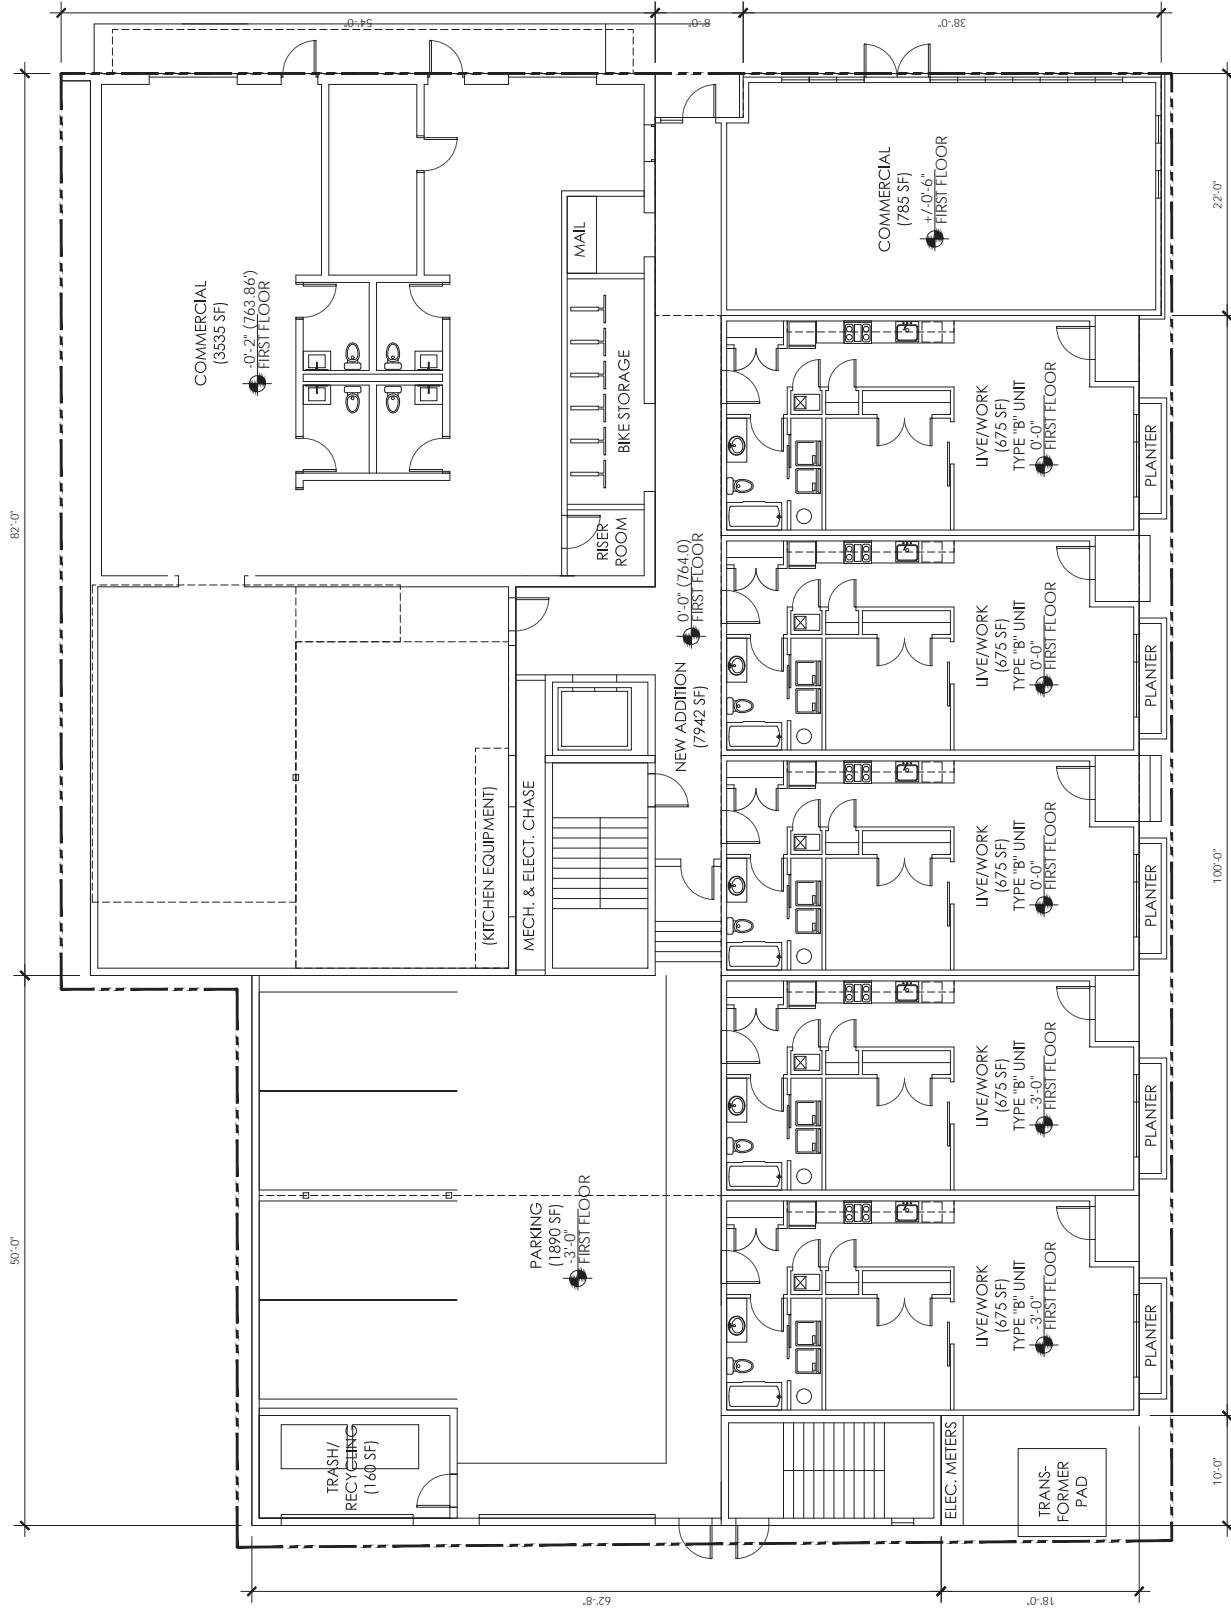 50'-0"
82'-0"
COMMERCIAL
(3535 SF)
-0'-2" (763.86')
FIRST FLOOR
TRASH/
RECYCLING
(160 SF)
PARKING
(1890 SF)
-3'-0"
FIRST FLOOR
(KITCHEN EQUIPMENT)
MECH. & ELECT. CHASE
RISER
ROOM
BIKE STORAGE
MAIL
54'-0"
8'-0"
38'-0"
62'-8"
18'-0"
NEW ADDITION
(7942 SF)
0'-0" (764.0)
FIRST FLOOR
COMMERCIAL
(785 SF)
+/-0'-6"
FIRST FLOOR
ELEC. METERS
TRANS-
FORMER
PAD
LIVE/WORK
(675 SF)
TYPE "B" UNIT
-3'-0"
FIRST FLOOR
PLANTER
LIVE/WORK
(675 SF)
TYPE "B" UNIT
-3'-0"
FIRST FLOOR
PLANTER
LIVE/WORK
(675 SF)
TYPE "B" UNIT
0'-0"
FIRST FLOOR
PLANTER
LIVE/WORK
(675 SF)
TYPE "B" UNIT
0'-0"
FIRST FLOOR
PLANTER
LIVE/WORK
(675 SF)
TYPE "B" UNIT
0'-0"
FIRST FLOOR
PLANTER
10'-0"
100'-0"
22'-0"